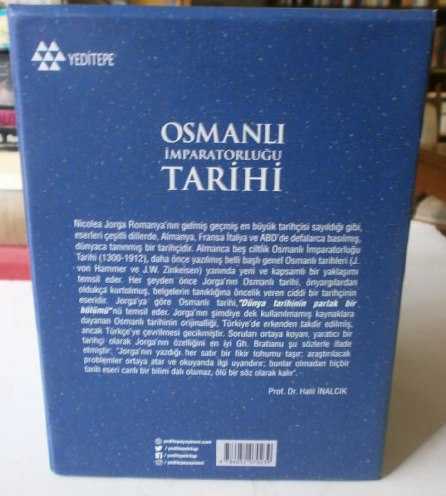 YEDİTEPE
OSMANLI
İMPARATORLUĞU
TARİHİ
Nicolea Jorga Romanya'nın gelmiş geçmiş en büyük tarihçisi sayıldığı gibi,
eserleri çeşitli dillerde, Almanya, Fransa İtalya ve ABD'de defalarca basılmış,
dünyaca tanınmış bir tarihçidir. Almanca beş ciltlik Osmanlı İmparatorluğu
Tarihi (1300-1912), daha önce yazılmış belli başlı genel Osmanlı tarihleri (J.
von Hammer ve J.W. Zinkeisen) yanında yeni ve kapsamlı bir yaklaşımı
temsil eder. Her şeyden önce Jorga'nın Osmanlı tarihi, önyargılardan
oldukça kurtulmuş, belgelerin tanıklığına öncelik veren ciddi bir tarihçinin
eseridir. Jorga'ya göre Osmanlı tarihi,"Dünya tarihinin parlak bir
bölümü"nü temsil eder. Jorga'nın şimdiye dek kullanılmamış kaynaklara
dayanan Osmanlı tarihinin orijinalliği, Türkiye'de erkenden takdir edilmiş,
ancak Türkçe'ye çevrilmesi gecikmiştir. Soruları ortaya koyan, yaratıcı bir
tarihçi olarak Jorga'nın özelliğini en iyi Gh. Bratianu şu sözlerle ifade
etmiştir: "Jorga'nın yazdığı her satır bir fikir tohumu taşır: araştırılacak
problemler ortaya atar ve okuyanda ilgi uyandırır; bunlar olmadan hiçbir
tarih eseri canlı bir bilim dalı olamaz, ölü bir söz olarak kalır".
Prof. Dr. Halil İNALCIK
yeditepeyayinevi.com
/yeditepekitap
/yeditepekitap
/yeditepeyayinevi